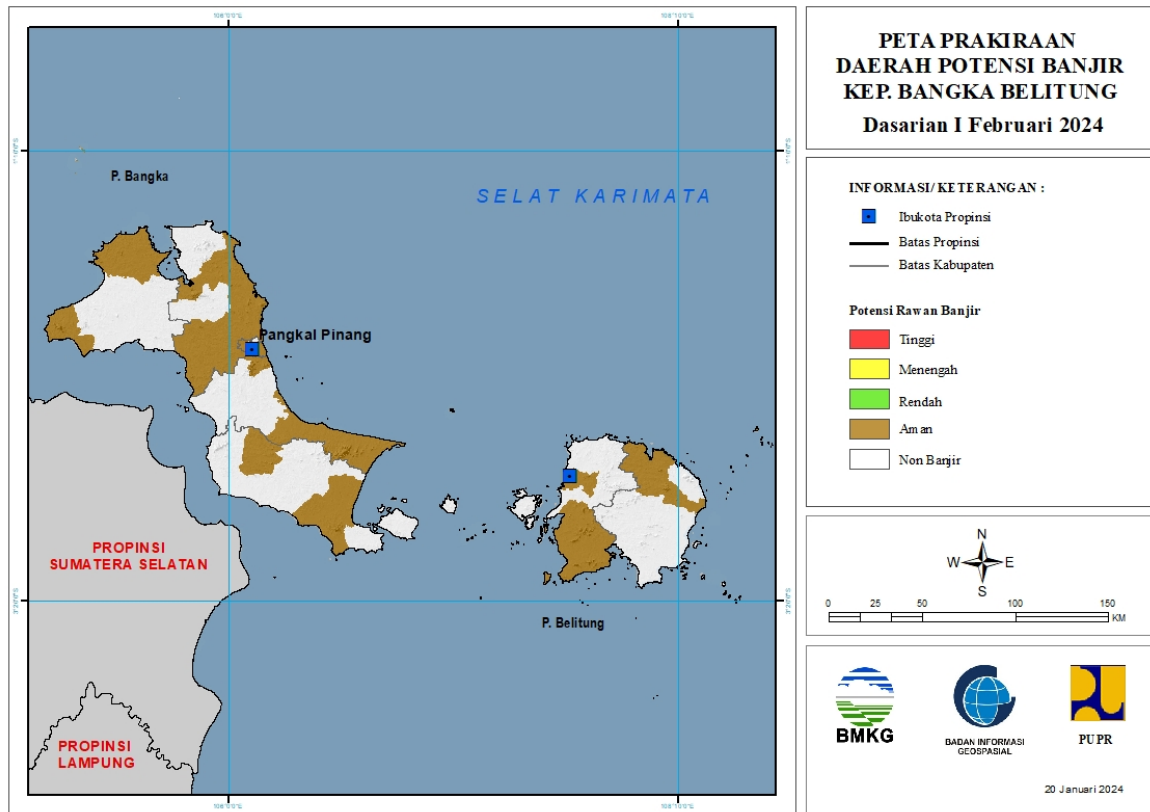 PETA PRAKIRAAN
DAERAH POTENSI BANJIR
KEP. BANGKA BELITUNG
Dasarian I Februari 2024
P. Bangka
SELAT KARIMATA
Pangkal Pinang
PROPINSI
SUMATERA SELATAN
P. Belitung
PROPINSI
LAMPUNG
INFORMASI/ KETERANGAN :
Ibukota Propinsi
Batas Propinsi
Batas Kabupaten
Potensi Rawan Banjir
Tinggi
Menengah
Rendah
Aman
Non Banjir
N
W E
S
0 25 50 100 150
KM
BMKG
BADAN INFORMASI
GEOSPASIAL
PUPR
20 Januari 2024